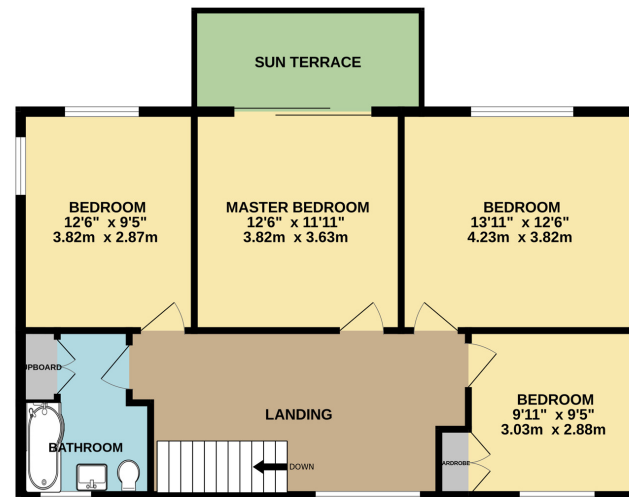 SUN TERRACE
BEDROOM
12'6" x 9'5"
3.82m x 2.87m
MASTER BEDROOM
12'6" x 11'11"
3.82m x 3.63m
BEDROOM
13'11" x 12'6"
4.23m x 3.82m
UPBOARD
BATHROOM
LANDING
DOWN
BEDROOM
9'11" x 9'5"
3.03m x 2.88m
ARDROBE